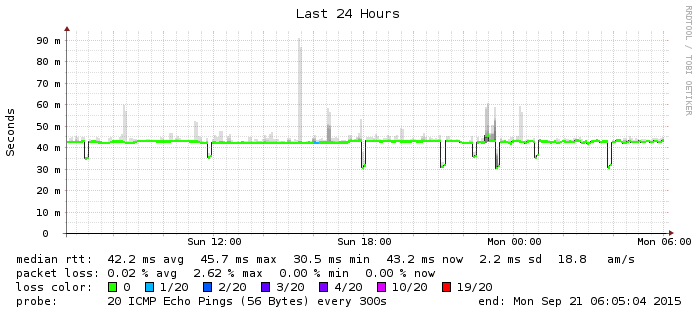 Last 24 Hours
RRDTOOL / TOBI OETIKER
Seconds
90 m
80 m
70 m
60 m
50 m
40 m
30 m
20 m
10 m
0
Sun 12:00 Sun 18:00 Mon 00:00 Mon 06:00
median rtt: 42.2 ms avg 45.7 ms max 30.5 ms min 43.2 ms now 2.2 ms sd 18.8 am/s
packet loss: 0.02 % avg 2.62 % max 0.00 % min 0.00 % now
loss color: 0 1/20 2/20 3/20 4/20 10/20 19/20
probe: 20 ICMP Echo Pings (56 Bytes) every 300s end: Mon Sep 21 06:05:04 2015